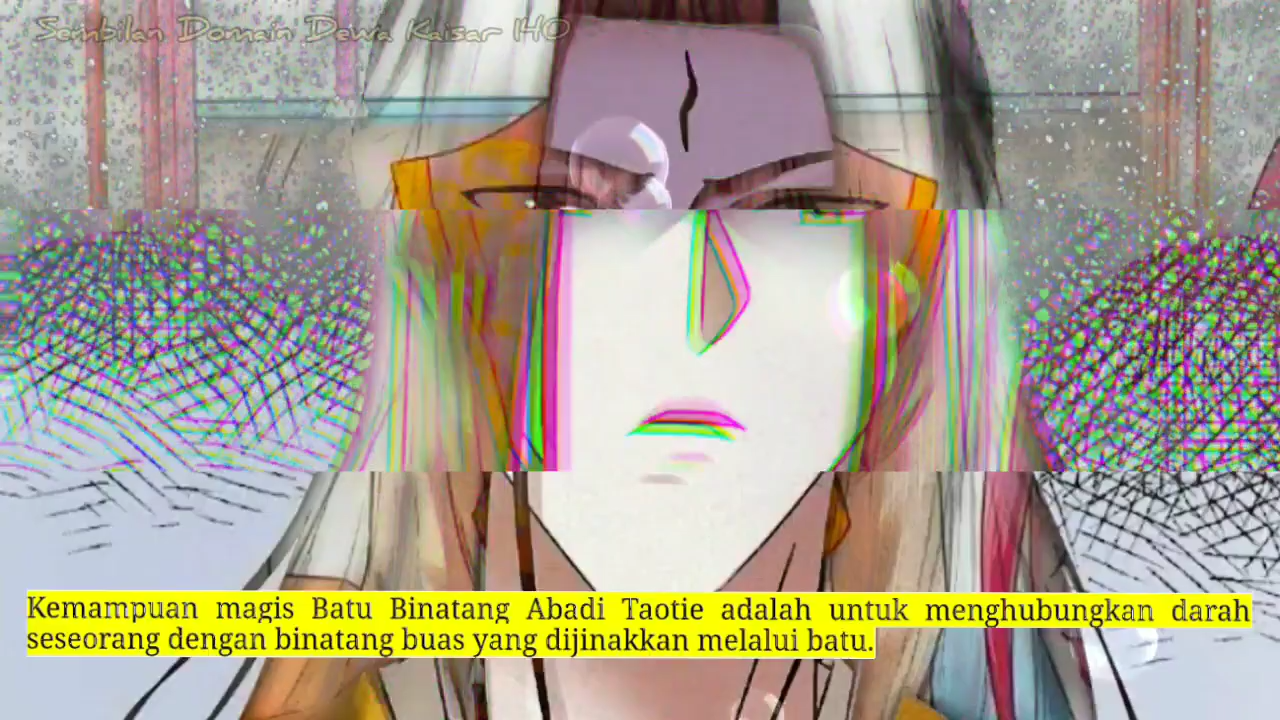 Sembilan Domain Dewa Kaisar 140
Kemampuan magis Batu Binatang Abadi Taotie adalah untuk menghubungkan darah
seseorang dengan binatang buas yang dijinakkan melalui batu.